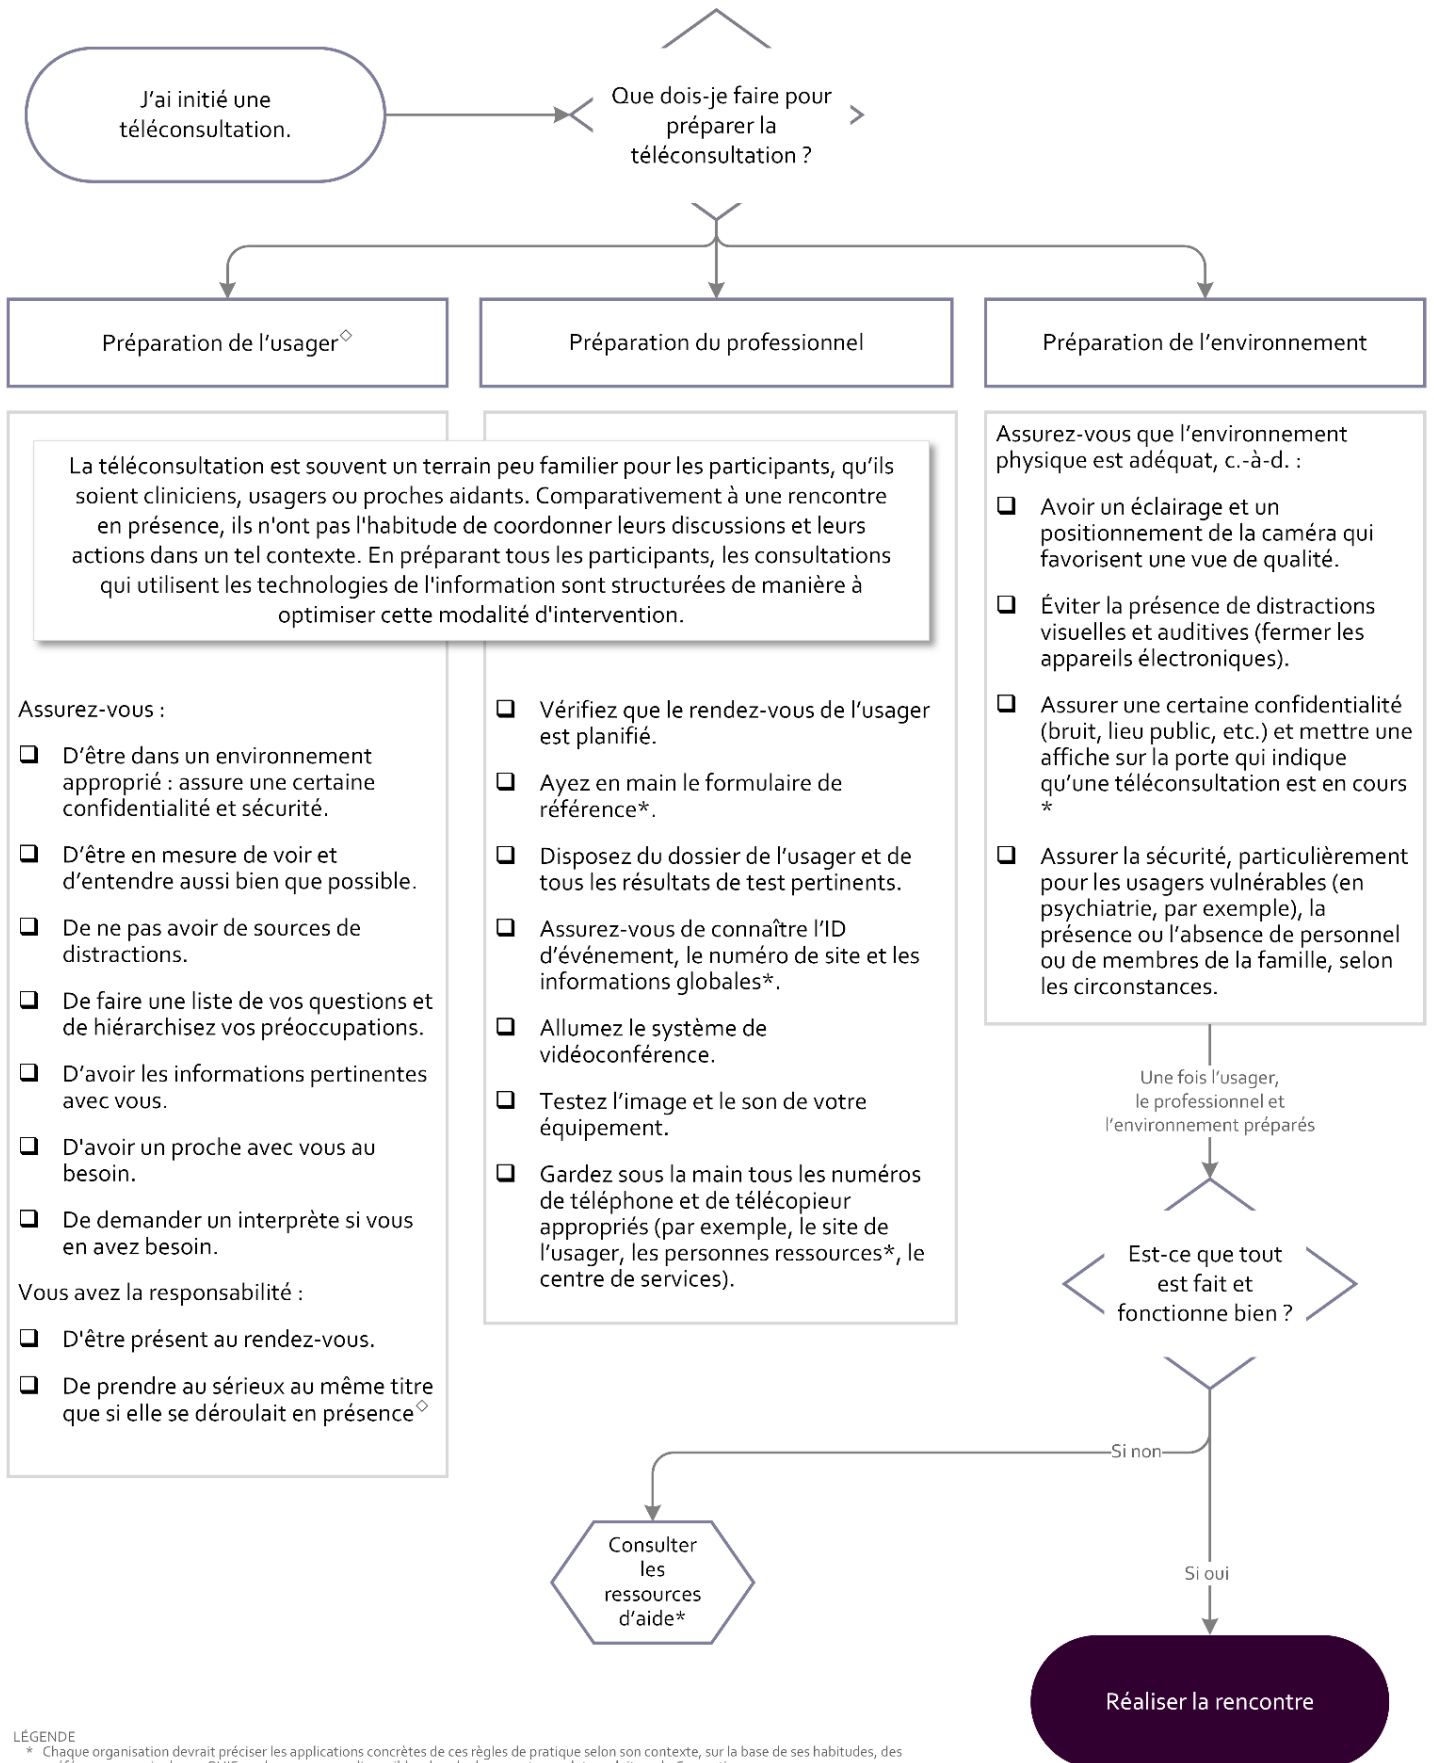 J'ai initié une
téléconsultation.
Que dois-je faire pour
préparer la
téléconsultation ?
Préparation de l'usager◇
Préparation du professionnel
Préparation de l'environnement
La téléconsultation est souvent un terrain peu familier pour les participants, qu'ils
soient cliniciens, usagers ou proches aidants. Comparativement à une rencontre
en présence, ils n'ont pas l'habitude de coordonner leurs discussions et leurs
actions dans un tel contexte. En préparant tous les participants, les consultations
qui utilisent les technologies de l'information sont structurées de manière à
optimiser cette modalité d'intervention.
Assurez-vous :
❑ D'être dans un environnement
approprié : assure une certaine
confidentialité et sécurité.
❑ D'être en mesure de voir et
d'entendre aussi bien que possible.
❑ De ne pas avoir de sources de
distractions.
❑ De faire une liste de vos questions et
de hiérarchisez vos préoccupations.
❑ D'avoir les informations pertinentes
avec vous.
❑ D'avoir un proche avec vous au
besoin.
❑ De demander un interprète si vous
en avez besoin.
Vous avez la responsabilité :
❑ D'être présent au rendez-vous.
❑ De prendre au sérieux au même titre
que si elle se déroulait en présence◇
❑ Vérifiez que le rendez-vous de l'usager
est planifié.
❑ Ayez en main le formulaire de
référence*.
❑ Disposez du dossier de l'usager et de
tous les résultats de test pertinents.
❑ Assurez-vous de connaître l'ID
d'événement, le numéro de site et les
informations globales*.
❑ Allumez le système de
vidéoconférence.
❑ Testez l'image et le son de votre
équipement.
❑ Gardez sous la main tous les numéros
de téléphone et de télécopieur
appropriés (par exemple, le site de
l'usager, les personnes ressources*, le
centre de services).
Assurez-vous que l'environnement
physique est adéquat, c.-à-d. :
❑ Avoir un éclairage et un
positionnement de la caméra qui
favorisent une vue de qualité.
❑ Éviter la présence de distractions
visuelles et auditives (fermer les
appareils électroniques).
❑ Assurer une certaine confidentialité
(bruit, lieu public, etc.) et mettre une
affiche sur la porte qui indique
qu'une téléconsultation est en cours
*
❑ Assurer la sécurité, particulièrement
pour les usagers vulnérables (en
psychiatrie, par exemple), la
présence ou l'absence de personnel
ou de membres de la famille, selon
les circonstances.
Une fois l'usager,
le professionnel et
l'environnement préparés
Est-ce que tout
est fait et
fonctionne bien ?
Si non
Consulter
les
ressources
d'aide*
Si oui
Réaliser la rencontre
LÉGENDE
* Chaque organisation devrait préciser les applications concrètes de ces règles de pratique selon son contexte, sur la base de ses habitudes, des